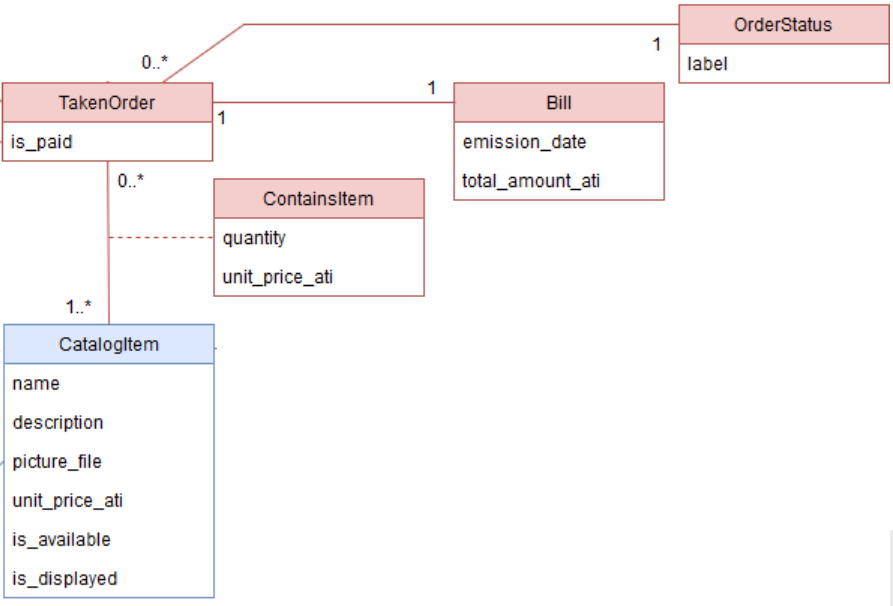 OrderStatus
1
label
0..*
TakenOrder
is_paid
1
1
Bill
emission_date
total_amount_ati
0..*
ContainsItem
quantity
unit_price_ati
1..*
CatalogItem
name
description
picture_file
unit_price_ati
is_available
is_displayed